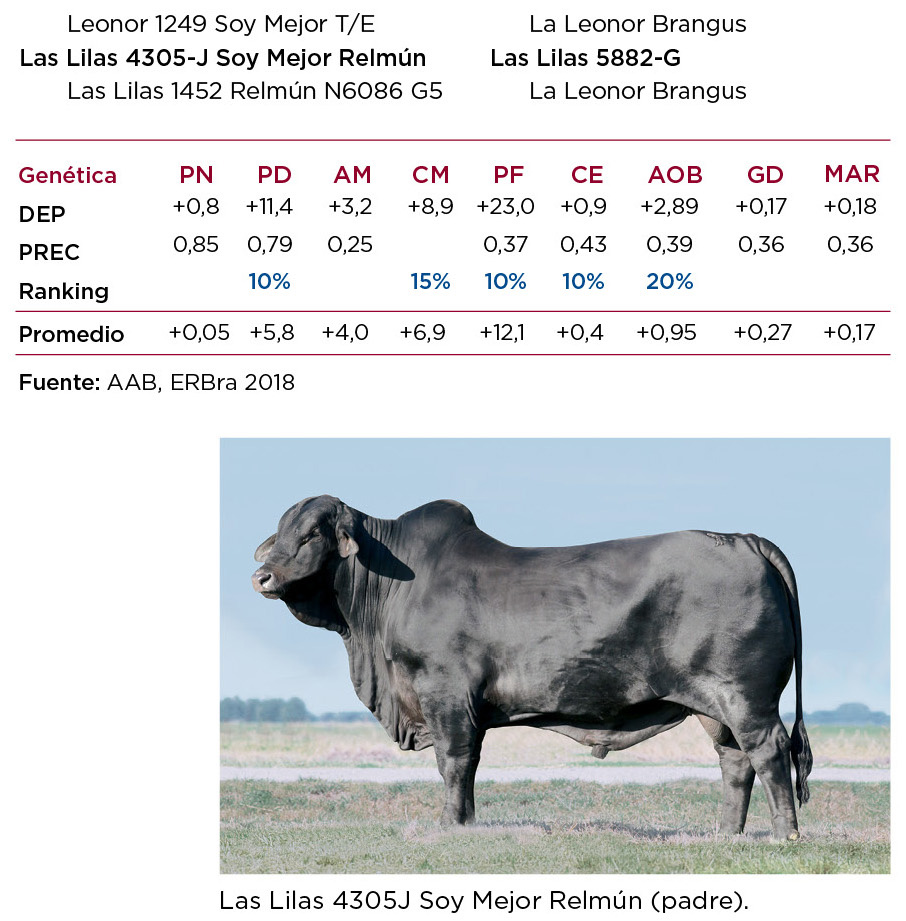 Leonor 1249 Soy Mejor T/E La Leonor Brangus
Las Lilas 4305-J Soy Mejor Relmún Las Lilas 5882-G
Las Lilas 1452 Relmún N6086 G5 La Leonor Brangus
Genética PN PD AM CM PF CE AOB GD MAR
DEP +0,8 +11,4 +3,2 +8,9 +23,0 +0,9 +2,89 +0,17 +0,18
PREC 0,85 0,79 0,25 0,37 0,43 0,39 0,36 0,36
Ranking 10% 15% 10% 10% 20%
Promedio +0,05 +5,8 +4,0 +6,9 +12,1 +0,4 +0,95 +0,27 +0,17
Fuente: AAB, ERBra 2018
Las Lilas 4305J Soy Mejor Relmún (padre).